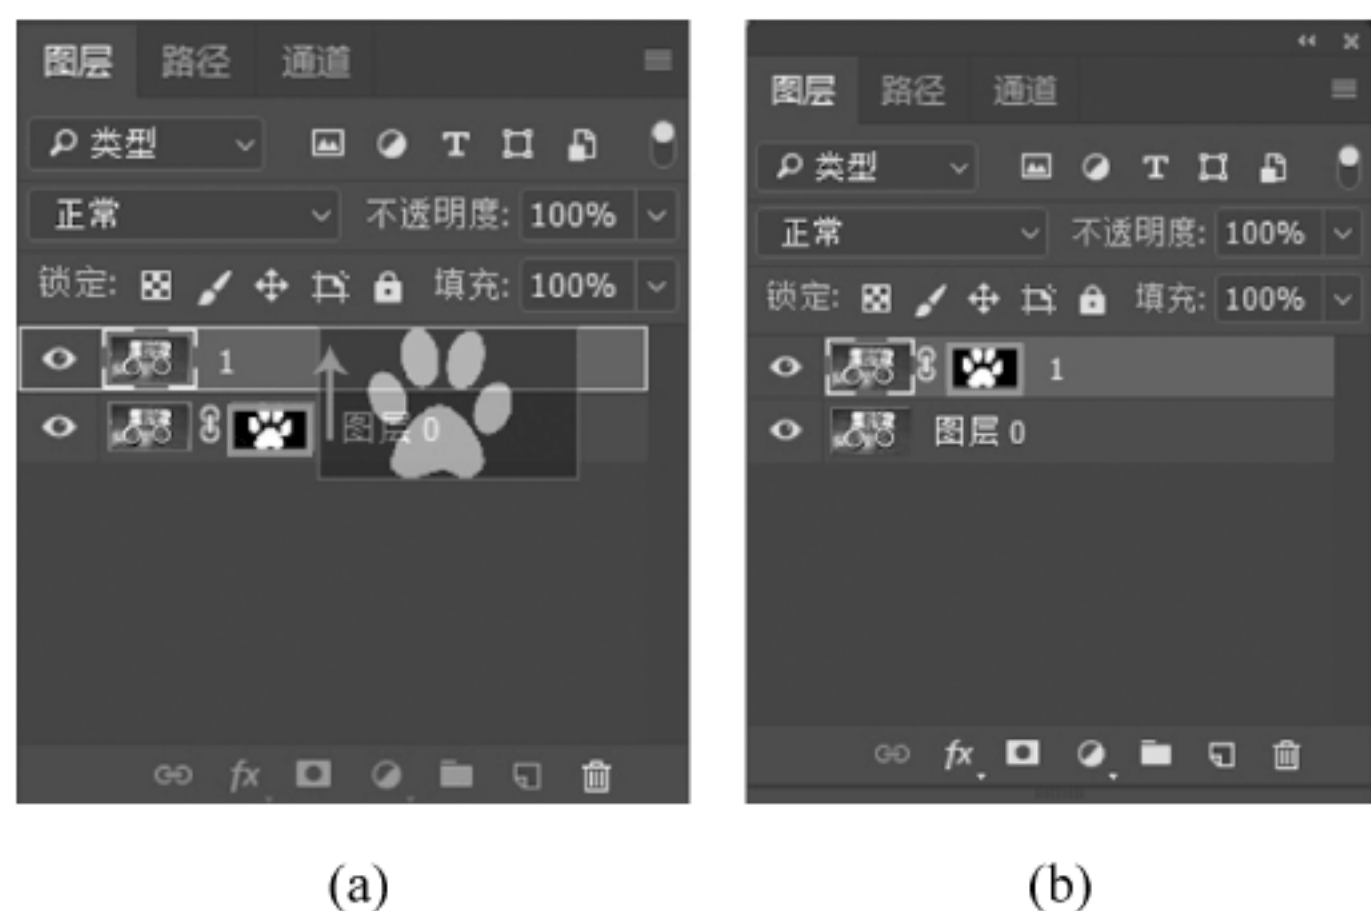 图层 路径 通道
类型
正常 不透明度: 100%
锁定: 填充: 100%
1
图层 0
fx
(a)
图层 路径 通道
类型
正常 不透明度: 100%
锁定: 填充: 100%
1
图层 0
fx
(b)